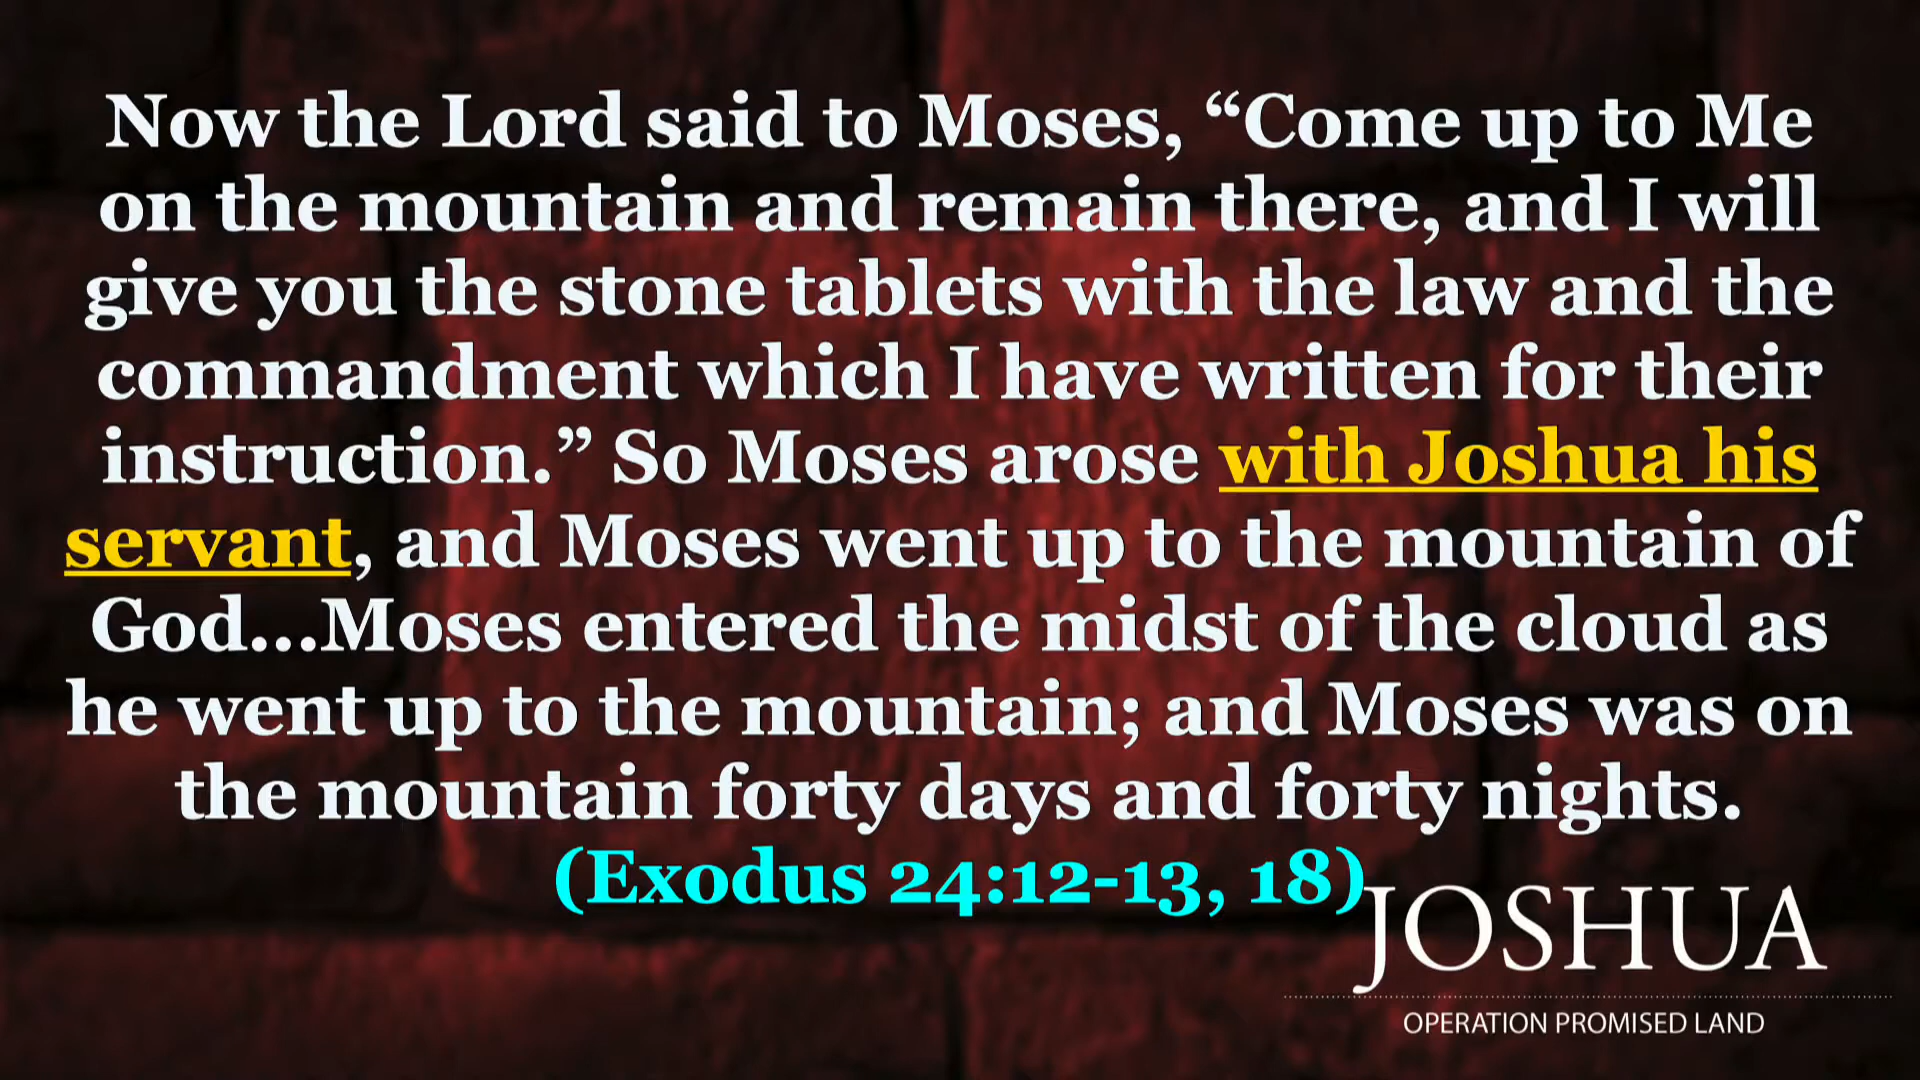 Now the Lord said to Moses, “Come up to Me
on the mountain and remain there, and I will
give you the stone tablets with the law and the
commandment which I have written for their
instruction.” So Moses arose with Joshua his
servant, and Moses went up to the mountain of
God...Moses entered the midst of the cloud as
he went up to the mountain; and Moses was on
the mountain forty days and forty nights.
(Exodus 24:12-13, 18)
JOSHUA
OPERATION PROMISED LAND